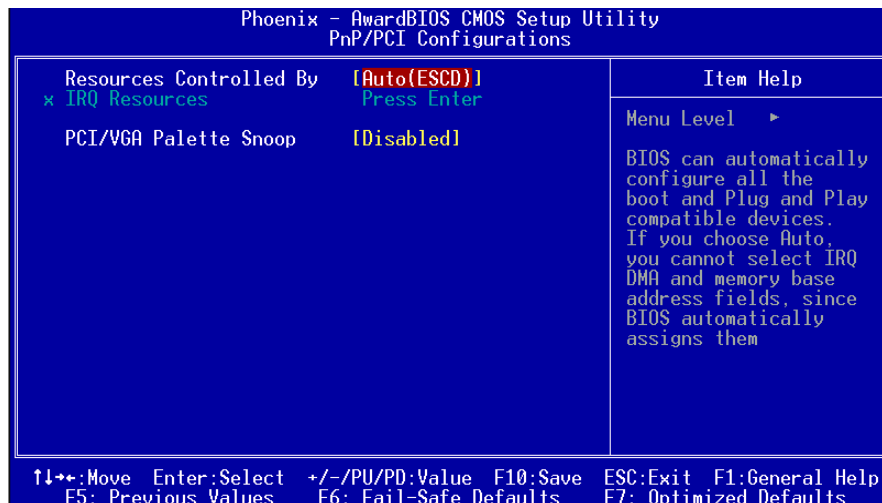 Phoenix - AwardBIOS CMOS Setup Utility
PnP/PCI Configurations
Resources Controlled By [Auto(ESCD)]
x IRQ Resources Press Enter
PCI/VGA Palette Snoop [Disabled]
Item Help
Menu Level ►
BIOS can automatically
configure all the
boot and Plug and Play
compatible devices.
If you choose Auto,
you cannot select IRQ
DMA and memory base
address fields, since
BIOS automatically
assigns them
↑↓→←:Move Enter:Select +/-/PU/PD:Value F10:Save ESC:Exit F1:General Help
F5: Previous Values F6: Fail-Safe Defaults F7: Optimized Defaults